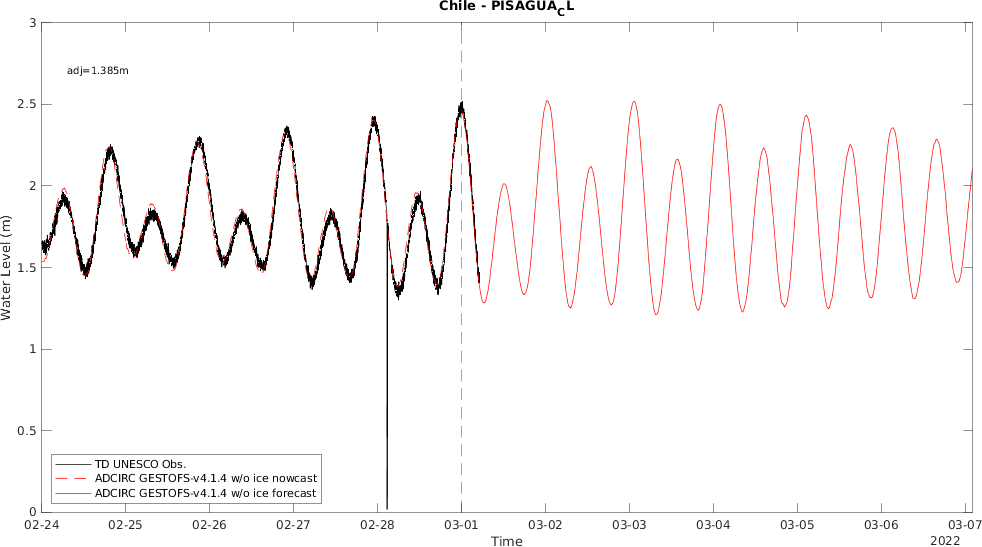 Chile - PISAGUA_CL
3
adj=1.385m
2.5
2
1.5
1
0.5
0
Water Level (m)
TD UNESCO Obs.
ADCIRC GESTOFS-v4.1.4 w/o ice nowcast
ADCIRC GESTOFS-v4.1.4 w/o ice forecast
02-24 02-25 02-26 02-27 02-28 03-01 03-02 03-03 03-04 03-05 03-06 03-07
Time
2022